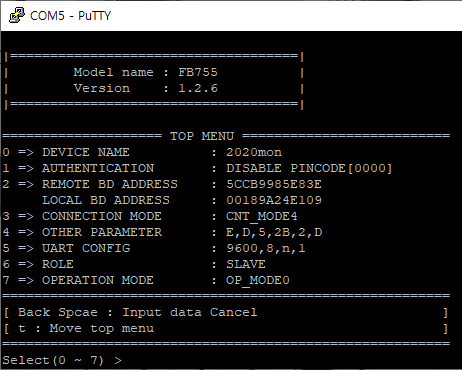 COM5 - PuTTY
|===================================|
|        Model name : FB755          |
|        Version    : 1.2.6          |
|===================================|
==================== TOP MENU =========================
0 => DEVICE NAME          : 2020mon
1 => AUTHENTICATION       : DISABLE PINCODE[0000]
2 => REMOTE BD ADDRESS    : 5CCB9985E83E
     LOCAL BD ADDRESS     : 00189A24E109
3 => CONNECTION MODE      : CNT_MODE4
4 => OTHER PARAMETER      : E,D,5,2B,2,D
5 => UART CONFIG          : 9600,8,n,1
6 => ROLE                 : SLAVE
7 => OPERATION MODE       : OP_MODE0
=======================================================
[ Back Spcae : Input data Cancel                       ]
[ t : Move top menu                                    ]
=======================================================
Select(0 ~ 7) >